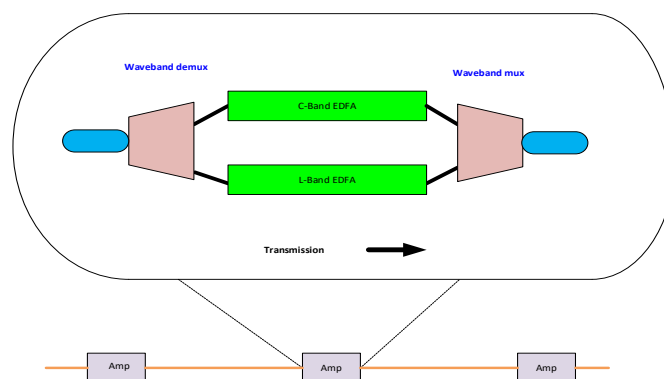 Waveband demux
Waveband mux
C-Band EDFA
L-Band EDFA
Transmission
Amp
Amp
Amp